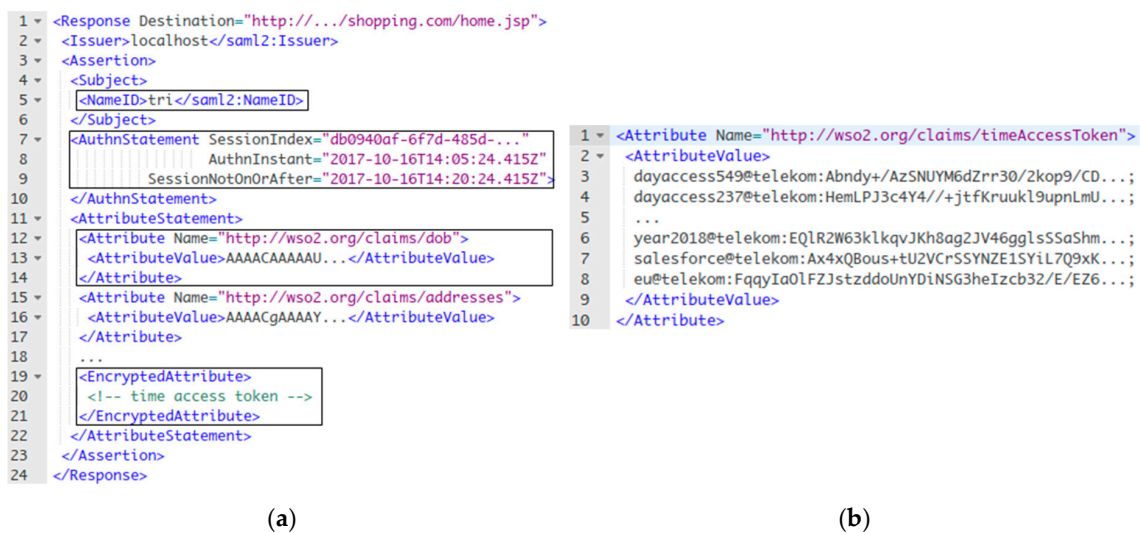 1 <Response Destination="http://.../shopping.com/home.jsp">
2 <Issuer>localhost</saml2:Issuer>
3 <Assertion>
4 <Subject>
5 <NameID>tri</saml2:NameID>
6 </Subject>
7 <AuthnStatement SessionIndex="db0940af-6f7d-485d-..."
8 AuthnInstant="2017-10-16T14:05:24.415Z"
9 SessionNotOnOrAfter="2017-10-16T14:20:24.415Z">
10 </AuthnStatement>
11 <AttributeStatement>
12 <Attribute Name="http://wso2.org/claims/dob">
13 <AttributeValue>AAAACAAAAAU...</AttributeValue>
14 </Attribute>
15 <Attribute Name="http://wso2.org/claims/addresses">
16 <AttributeValue>AAAACgAAAAY...</AttributeValue>
17 </Attribute>
18 ...
19 <EncryptedAttribute>
20 <!-- time access token -->
21 </EncryptedAttribute>
22 </AttributeStatement>
23 </Assertion>
24 </Response>
(a)
1 <Attribute Name="http://wso2.org/claims/timeAccessToken">
2 <AttributeValue>
3 dayaccess549@telekom:Abndy+/AzSNUYM6dZrr30/2kop9/CD...;
4 dayaccess237@telekom:HemLPJ3c4Y4//+jtfKruukl9upnLmU...;
5 ...
6 year2018@telekom:EQlR2W63klkqvJKh8ag2JV46gglsSSaShm...;
7 salesforce@telekom:Ax4xQBous+tU2VCrSSYNZE1SYiL7Q9xK...;
8 eu@telekom:FqqyIaOlFZJstzddoUnYDiNSG3heIzcb32/E/EZ6...;
9 </AttributeValue>
10 </Attribute>
(b)